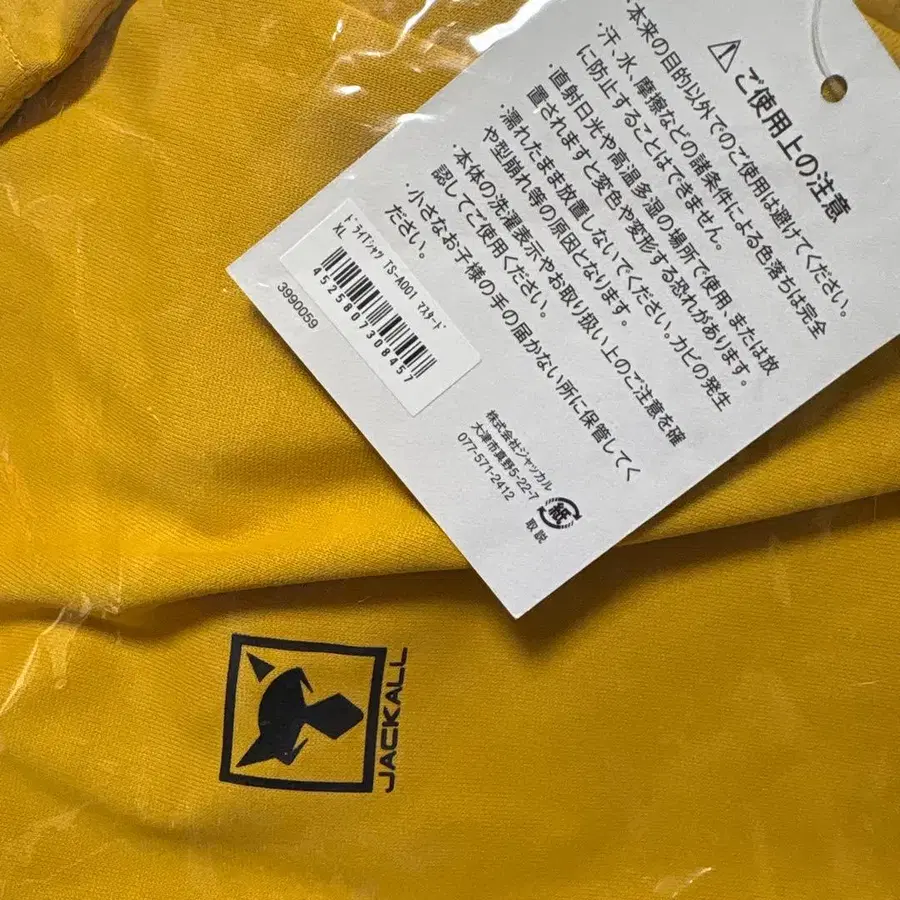 ⚠ご使用上の注意
・本来の目的以外でのご使用は避けてください。
・汗、水、摩擦などの諸条件による色落ちは完全
に防止することはできません。
・直射日光や高温多湿の場所で使用、または放
置されますと変色や変形する恐れがあります。
・濡れたまま放置しないでください。カビの発生
や型崩れ等の原因となります。
・本体の洗濯表示やお取り扱い上のご注意を確
認してご使用ください。
・小さなお子様の手の届かない所に保管してく
ださい。
ドライTシャツ TS-A001 マスタード
XL
4525807308457
3990059
株式会社ジャッカル
大津市真野5-22-7
077-571-2412
紙
取説
JACKALL